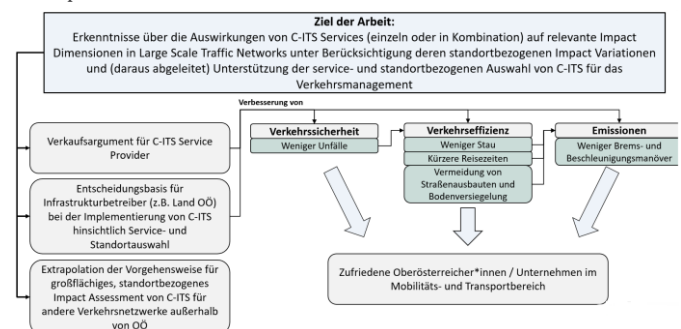 Ziel der Arbeit:
Erkenntnisse über die Auswirkungen von C-ITS Services (einzeln oder in Kombination) auf relevante Impact
Dimensionen in Large Scale Traffic Networks unter Berücksichtigung deren standortbezogenen Impact Variationen
und (daraus abgeleitet) Unterstützung der service- und standortbezogenen Auswahl von C-ITS für das
Verkehrsmanagement
Verbesserung von
Verkaufsargument für C-ITS Service
Provider
Entscheidungsbasis für
Infrastrukturbetreiber (z.B. Land OÖ)
bei der Implementierung von C-ITS
hinsichtlich Service- und
Standortauswahl
Extrapolation der Vorgehensweise für
großflächiges, standortbezogenes
Impact Assessment von C-ITS für
andere Verkehrsnetzwerke außerhalb
von OÖ
Verkehrssicherheit
Weniger Unfälle
Verkehrseffizienz
Weniger Stau
Kürzere Reisezeiten
Vermeidung von
Straßenausbauten und
Bodenversiegelung
Emissionen
Weniger Brems- und
Beschleunigungsmanöver
Zufriedene Oberösterreicher*innen / Unternehmen im
Mobilitäts- und Transportbereich